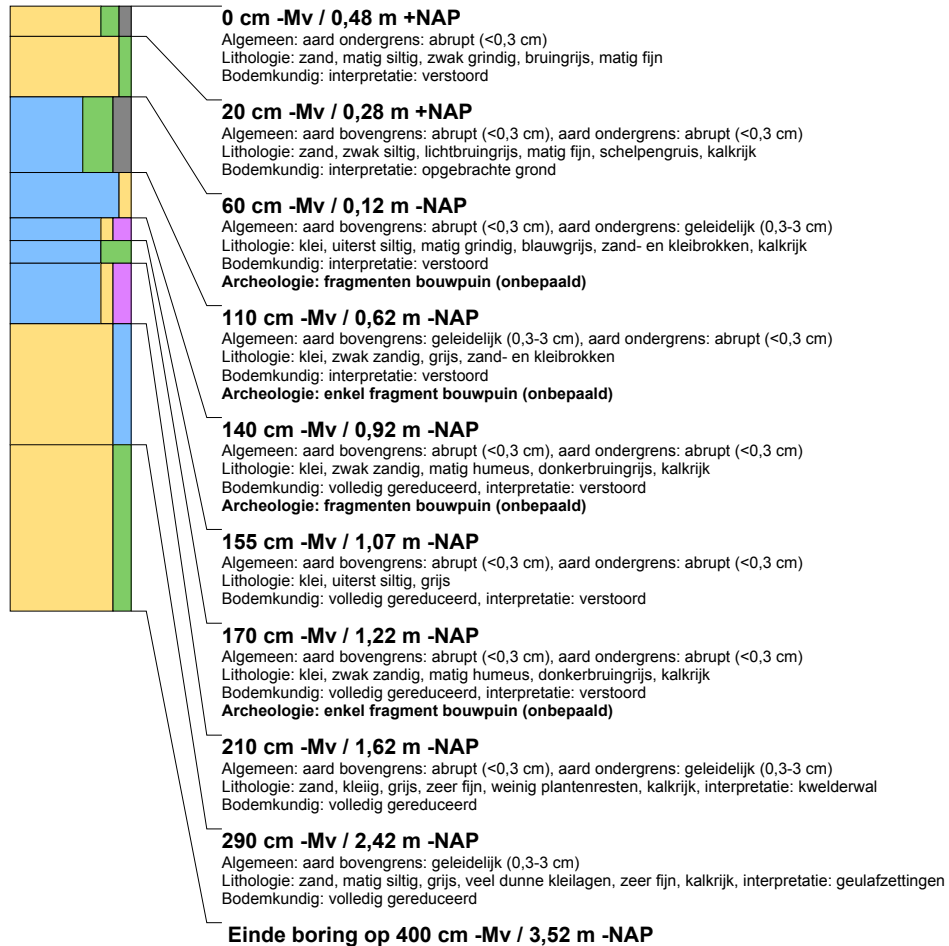 0 cm -Mv / 0,48 m +NAP
Algemeen: aard ondergrens: abrupt (<0,3 cm)
Lithologie: zand, matig siltig, zwak grindig, bruingrijs, matig fijn
Bodemkundig: interpretatie: verstoord
20 cm -Mv / 0,28 m +NAP
Algemeen: aard bovengrens: abrupt (<0,3 cm), aard ondergrens: abrupt (<0,3 cm)
Lithologie: zand, zwak siltig, lichtbruingrijs, matig fijn, schelpengruis, kalkrijk
Bodemkundig: interpretatie: opgebrachte grond
60 cm -Mv / 0,12 m -NAP
Algemeen: aard bovengrens: abrupt (<0,3 cm), aard ondergrens: geleidelijk (0,3-3 cm)
Lithologie: klei, uiterst siltig, matig grindig, blauwgrijs, zand- en kleibrokken, kalkrijk
Bodemkundig: interpretatie: verstoord
Archeologie: fragmenten bouwpuin (onbepaald)
110 cm -Mv / 0,62 m -NAP
Algemeen: aard bovengrens: geleidelijk (0,3-3 cm), aard ondergrens: abrupt (<0,3 cm)
Lithologie: klei, zwak zandig, grijs, zand- en kleibrokken
Bodemkundig: interpretatie: verstoord
Archeologie: enkel fragment bouwpuin (onbepaald)
140 cm -Mv / 0,92 m -NAP
Algemeen: aard bovengrens: abrupt (<0,3 cm), aard ondergrens: abrupt (<0,3 cm)
Lithologie: klei, zwak zandig, matig humeus, donkerbruingrijs, kalkrijk
Bodemkundig: volledig gereduceerd, interpretatie: verstoord
Archeologie: fragmenten bouwpuin (onbepaald)
155 cm -Mv / 1,07 m -NAP
Algemeen: aard bovengrens: abrupt (<0,3 cm), aard ondergrens: abrupt (<0,3 cm)
Lithologie: klei, uiterst siltig, grijs
Bodemkundig: volledig gereduceerd, interpretatie: verstoord
170 cm -Mv / 1,22 m -NAP
Algemeen: aard bovengrens: abrupt (<0,3 cm), aard ondergrens: abrupt (<0,3 cm)
Lithologie: klei, zwak zandig, matig humeus, donkerbruingrijs, kalkrijk
Bodemkundig: volledig gereduceerd, interpretatie: verstoord
Archeologie: enkel fragment bouwpuin (onbepaald)
210 cm -Mv / 1,62 m -NAP
Algemeen: aard bovengrens: abrupt (<0,3 cm), aard ondergrens: geleidelijk (0,3-3 cm)
Lithologie: zand, kleiig, grijs, zeer fijn, weinig plantenresten, kalkrijk, interpretatie: kwelderwal
Bodemkundig: volledig gereduceerd
290 cm -Mv / 2,42 m -NAP
Algemeen: aard bovengrens: geleidelijk (0,3-3 cm)
Lithologie: zand, matig siltig, grijs, veel dunne kleilagen, zeer fijn, kalkrijk, interpretatie: geulafzettingen
Bodemkundig: volledig gereduceerd
Einde boring op 400 cm -Mv / 3,52 m -NAP